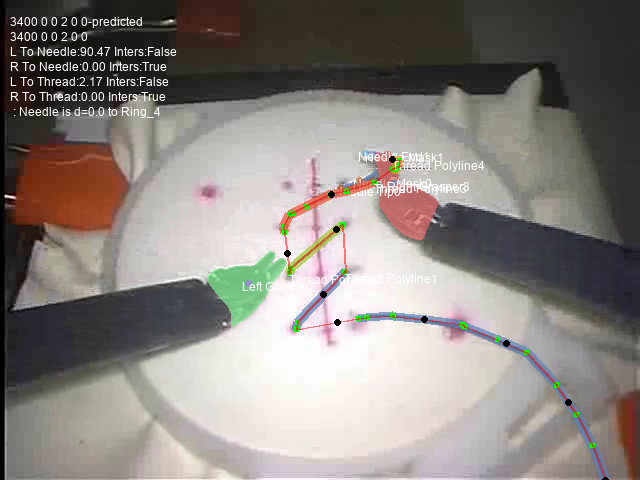 3400 0 0 2 0 0-predicted
3400 0 0 2 0 0
L To Needle:90.47 Inters:False
R To Needle:0.00 Inters:True
L To Thread:2.17 Inters:False
R To Thread:0.00 Inters:True
: Needle is d=0.0 to Ring_4
Thread Polyline4
Polyline1